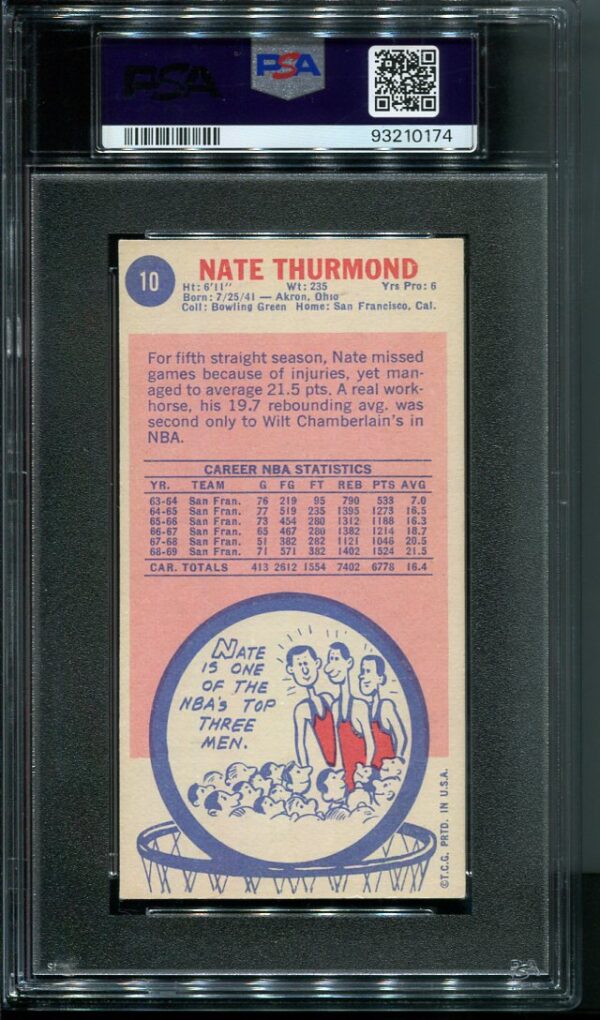 PSA
PSA
93210174
10
NATE THURMOND
Ht: 6'11" Wt: 235 Yrs Pro: 6
Born: 7/25/41 — Akron, Ohio
Coll: Bowling Green Home: San Francisco, Cal.
For fifth straight season, Nate missed
games because of injuries, yet man-
aged to average 21.5 pts. A real work-
horse, his 19.7 rebounding avg. was
second only to Wilt Chamberlain's in
NBA.
CAREER NBA STATISTICS
YR. TEAM G FG FT REB PTS AVG
63-64 San Fran. 76 219 95 790 533 7.0
64-65 San Fran. 77 519 235 1395 1273 16.5
65-66 San Fran. 73 454 280 1312 1188 16.3
66-67 San Fran. 65 467 280 1382 1214 18.7
67-68 San Fran. 51 382 282 1121 1046 20.5
68-69 San Fran. 71 571 382 1402 1524 21.5
CAR. TOTALS 413 2612 1554 7402 6778 16.4
NATE
IS ONE
OF THE
NBA'S TOP
THREE
MEN.
©T.C.G. PRTD. IN U.S.A.
PSA